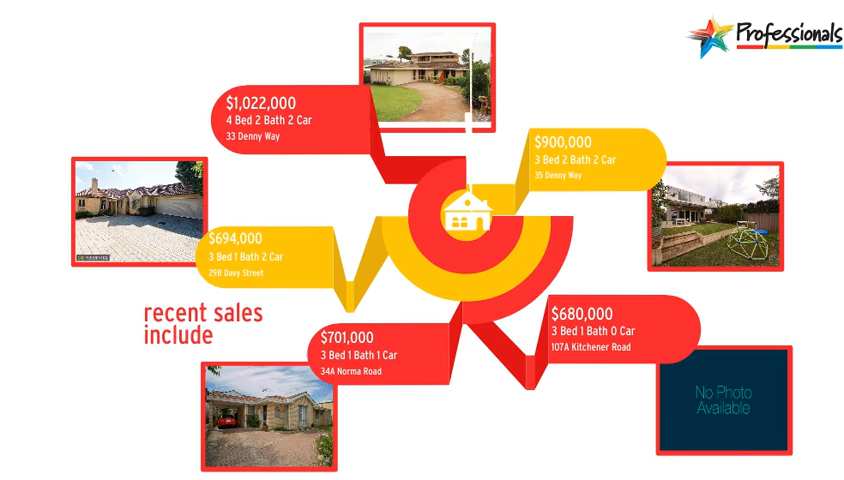 Professionals
$1,022,000
4 Bed 2 Bath 2 Car
33 Denny Way
$900,000
3 Bed 2 Bath 2 Car
35 Denny Way
$694,000
3 Bed 1 Bath 2 Car
29B Davy Street
recent sales
include
$701,000
3 Bed 1 Bath 1 Car
34A Norma Road
$680,000
3 Bed 1 Bath 0 Car
107A Kitchener Road
No Photo
Available